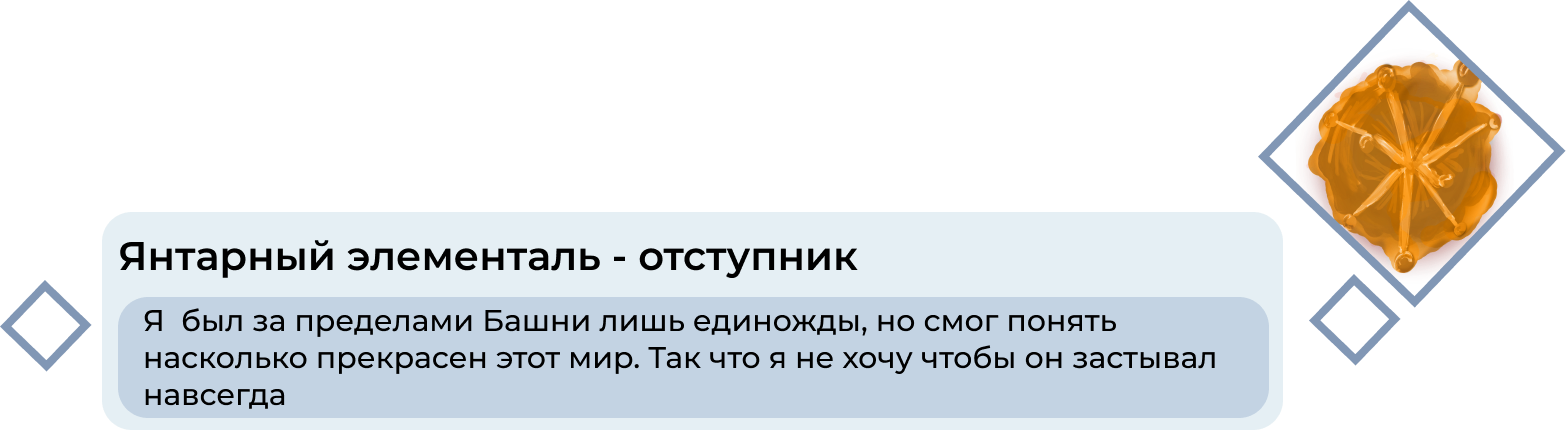 Янтарный элементаль - отступник
Я  был за пределами Башни лишь единожды, но смог понять
насколько прекрасен этот мир. Так что я не хочу чтобы он застывал
навсегда